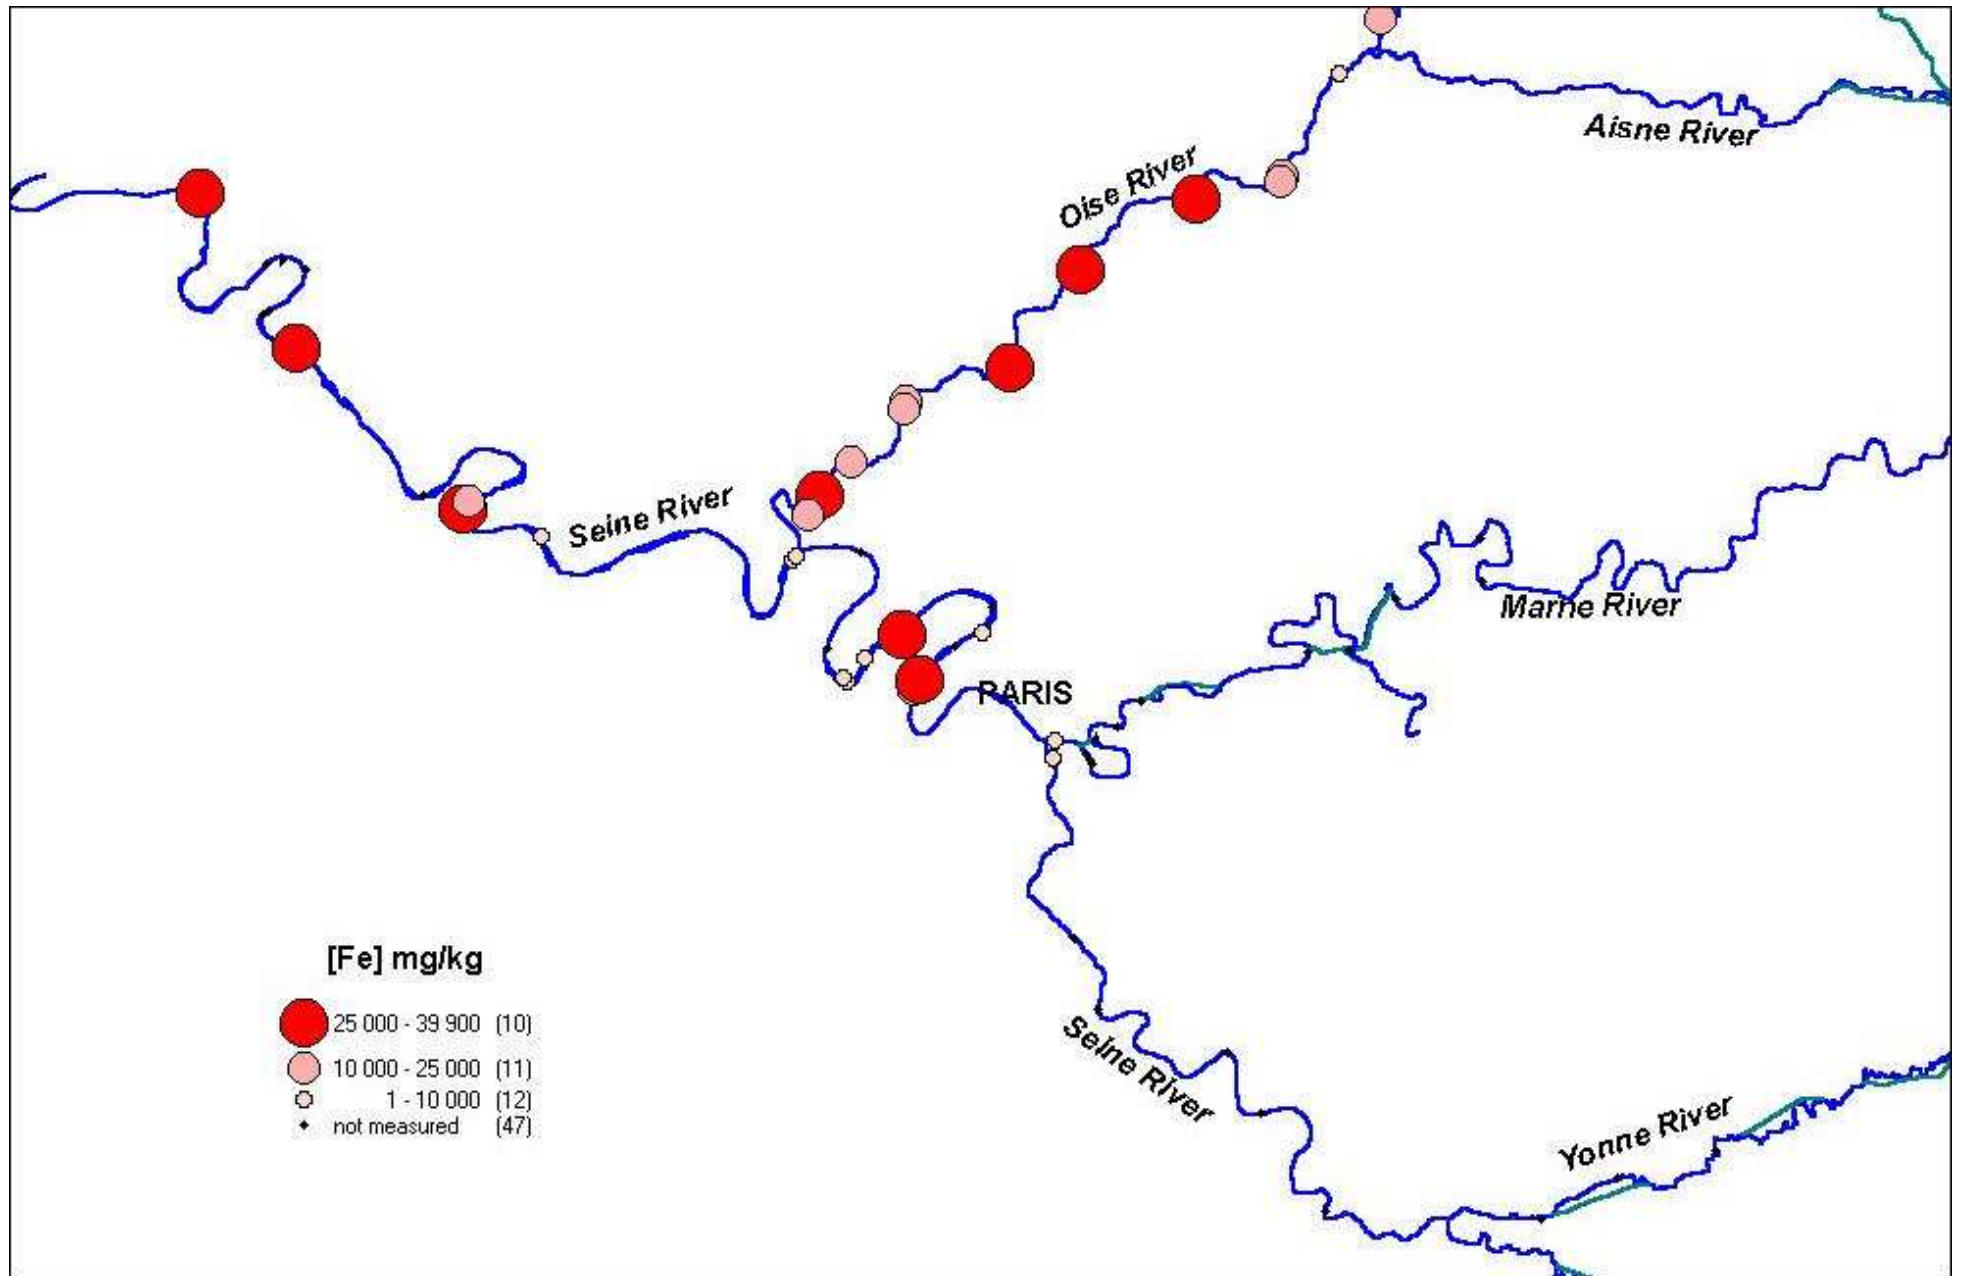 Aisne River
Oise River
Seine River
Marne River
PARIS
[Fe] mg/kg
25 000 - 39 900 (10)
10 000 - 25 000 (11)
1 - 10 000 (12)
not measured (47)
Seine River
Yonne River